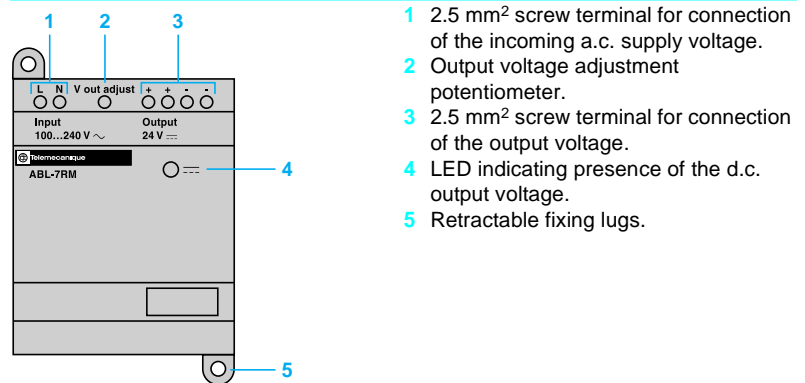 1 2 3
L N V out adjust + + - -
Input Output
100...240 V ~ 24 V ⎓
Telemecanique
ABL-7RM
4
5
1 2.5 mm² screw terminal for connection
of the incoming a.c. supply voltage.
2 Output voltage adjustment
potentiometer.
3 2.5 mm² screw terminal for connection
of the output voltage.
4 LED indicating presence of the d.c.
output voltage.
5 Retractable fixing lugs.